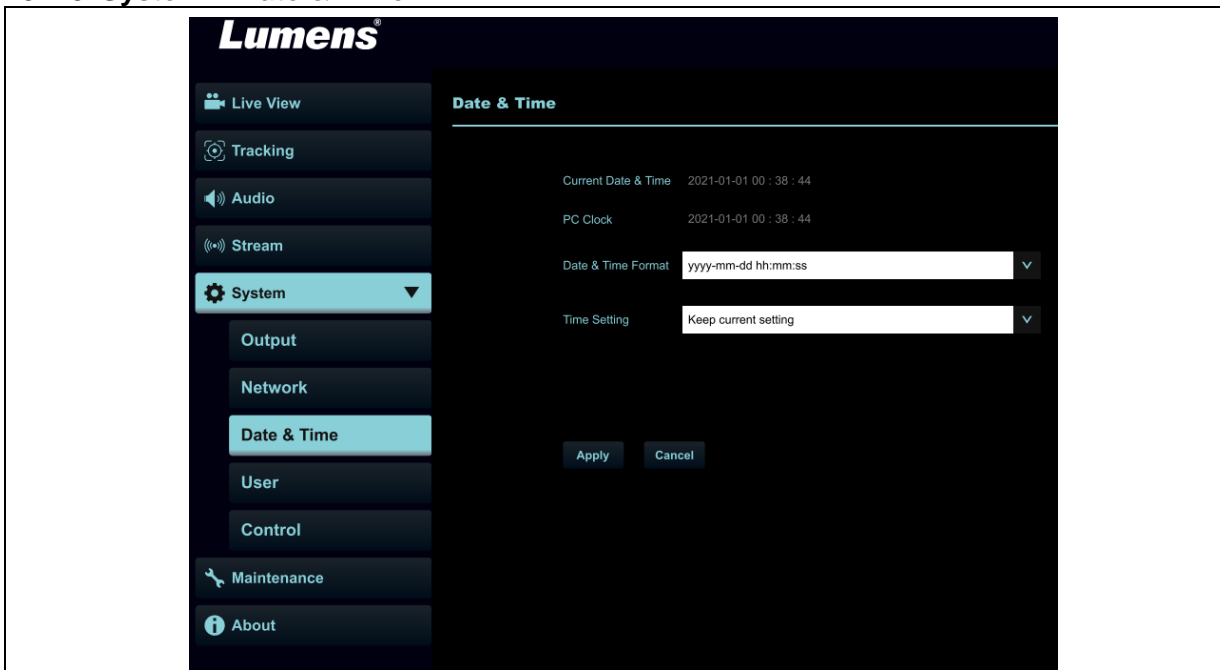 Lumens®
Live View
Tracking
Audio
Stream
System
Output
Network
Date & Time
User
Control
Maintenance
About
Date & Time
Current Date & Time 2021-01-01 00 : 38 : 44
PC Clock 2021-01-01 00 : 38 : 44
Date & Time Format yyyy-mm-dd hh:mm:ss
Time Setting Keep current setting
Apply Cancel